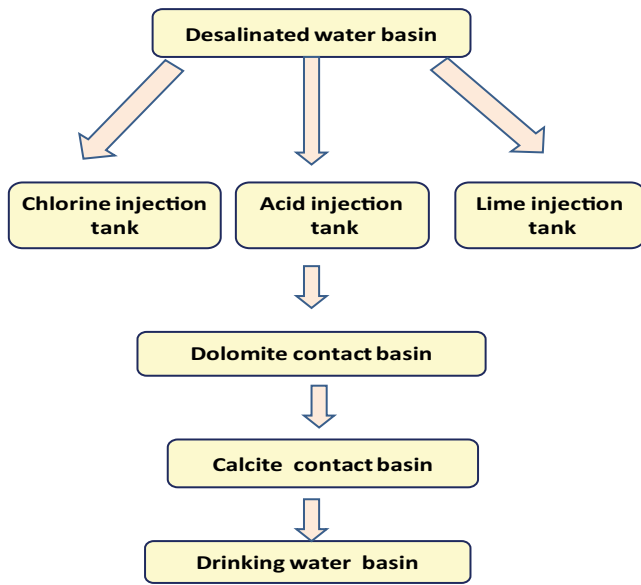 Desalinated water basin
Chlorine injection
tank
Acid injection
tank
Lime injection
tank
Dolomite contact basin
Calcite contact basin
Drinking water basin